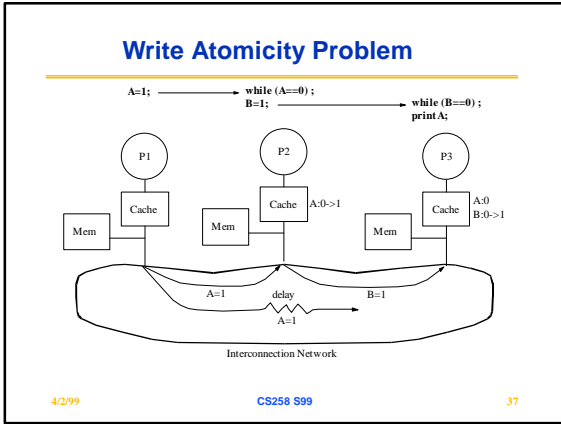 Write Atomicity Problem
A=1;
while (A==0) ;
B=1;
while (B==0) ;
print A;
P1
P2
P3
Cache
Cache
A:0->1
Cache
A:0
B:0->1
Mem
Mem
Mem
A=1
delay
A=1
B=1
Interconnection Network
4/2/99
CS258 S99
37